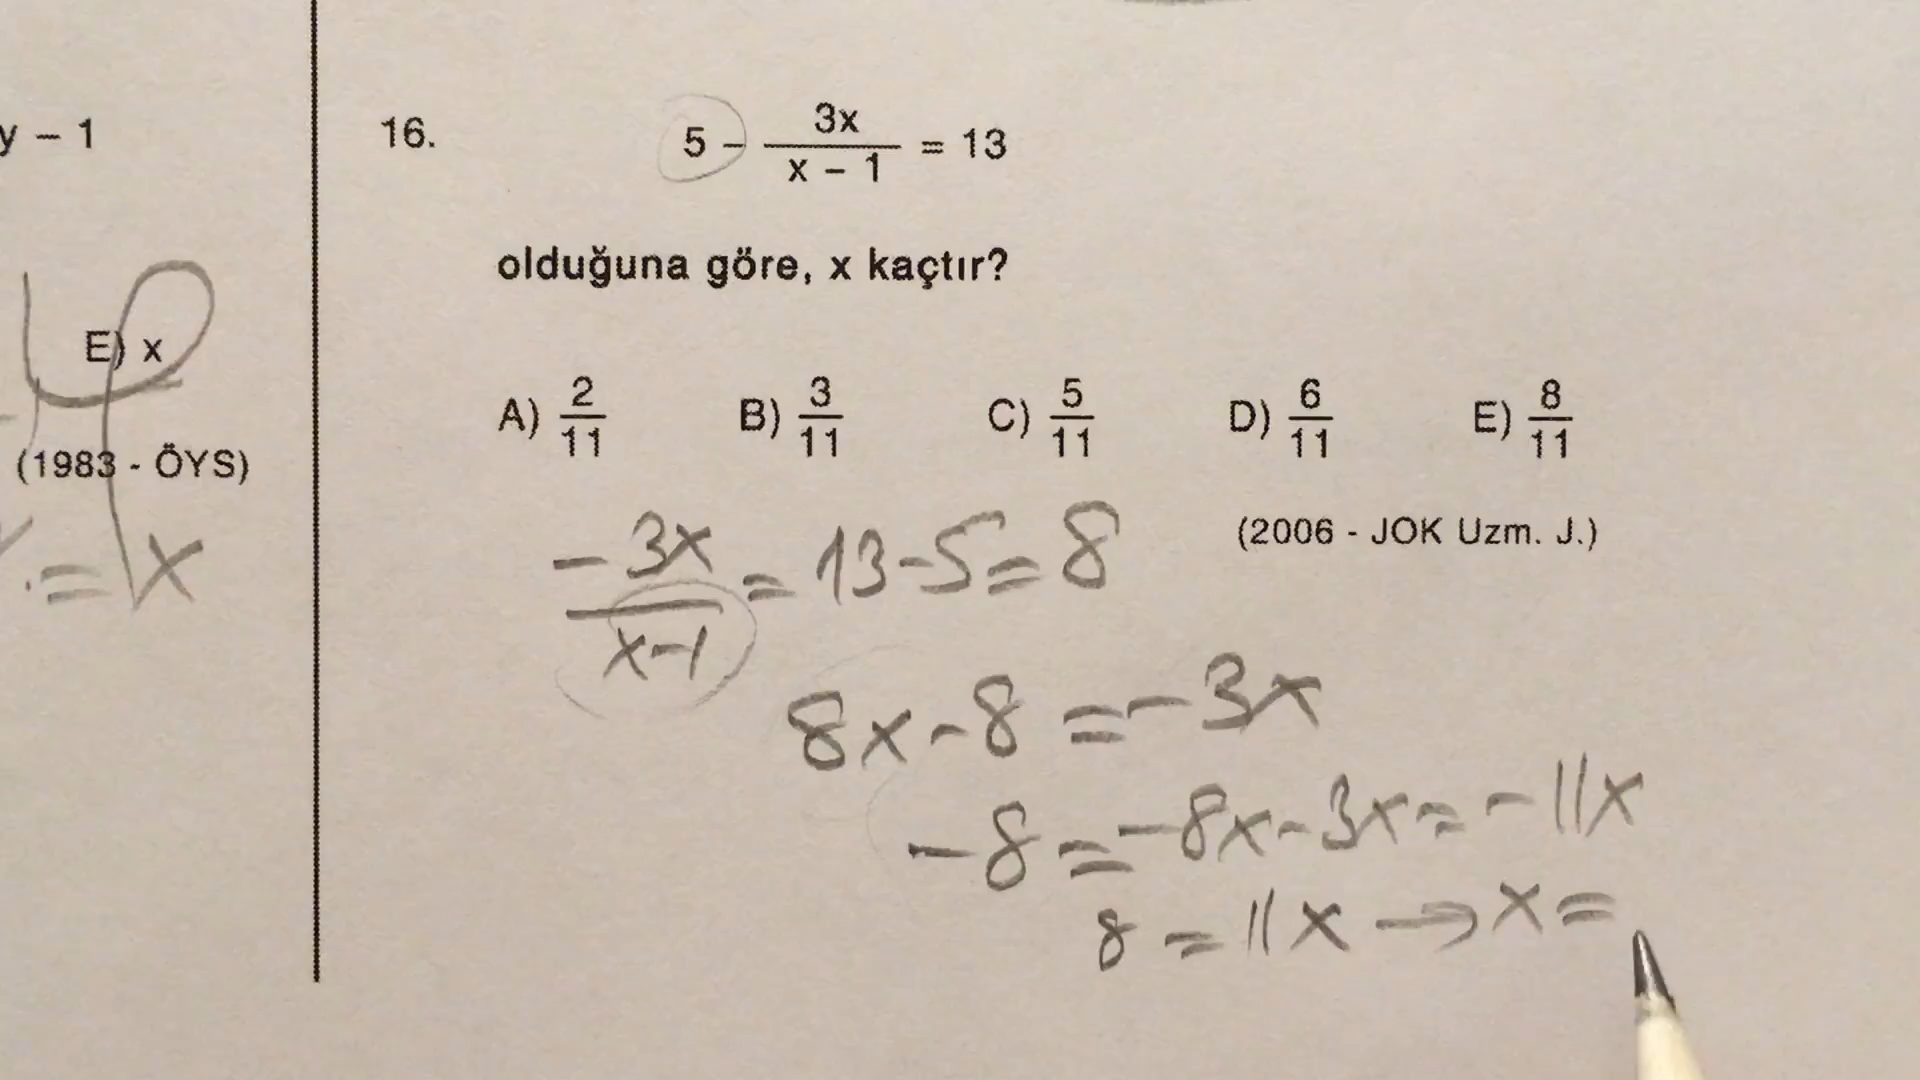 y – 1
E) x
(1983 - ÖYS)
= x
16.
5 - 3x / x – 1 = 13
olduğuna göre, x kaçtır?
A) 2/11 B) 3/11 C) 5/11 D) 6/11 E) 8/11
(2006 - JOK Uzm. J.)
-3x / x-1 = 13-5 = 8
8x - 8 = -3x
-8 = -8x - 3x = -11x
8 = 11x → x =